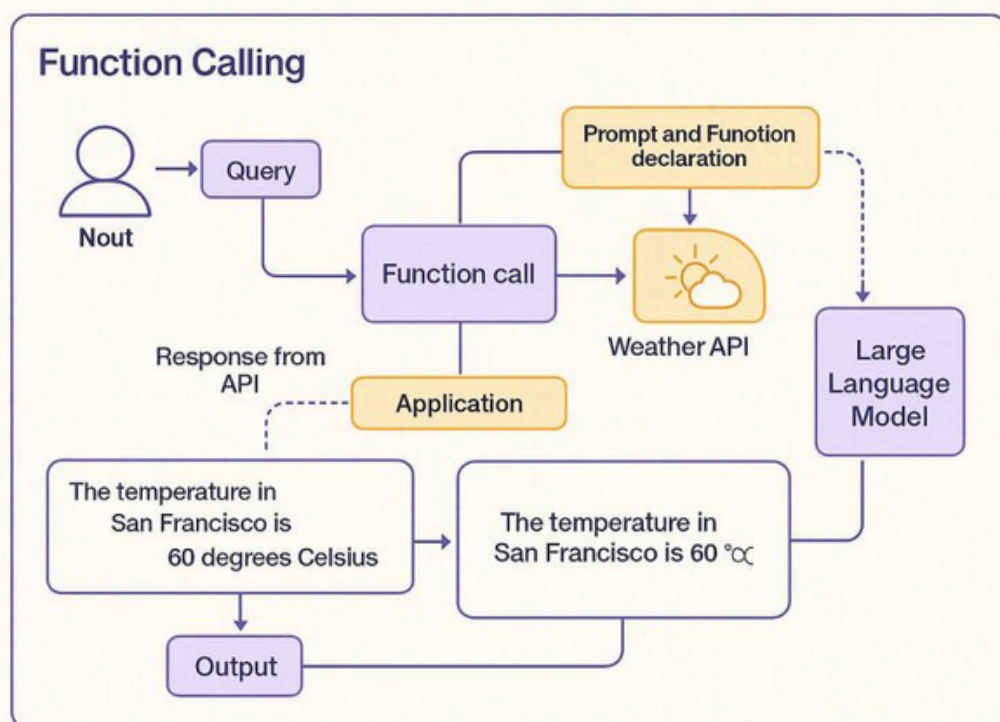 Function Calling
Nout
Query
Prompt and Funotion
declaration
Function call
Weather API
Large
Language
Model
Response from
API
Application
The temperature in
San Francisco is
60 degrees Celsius
The temperature in
San Francisco is 60 °
Output